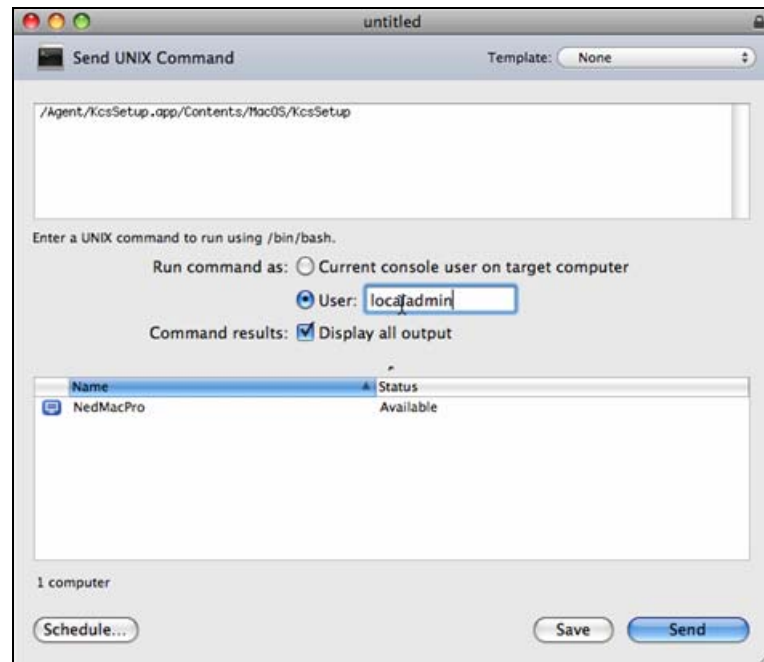 untitled
Send UNIX Command
Template: None
/Agent/KcsSetup.app/Contents/MacOS/KcsSetup
Enter a UNIX command to run using /bin/bash.
Run command as: Current console user on target computer
User: localadmin
Command results: Display all output
Name Status
NedMacPro Available
1 computer
Schedule... Save Send